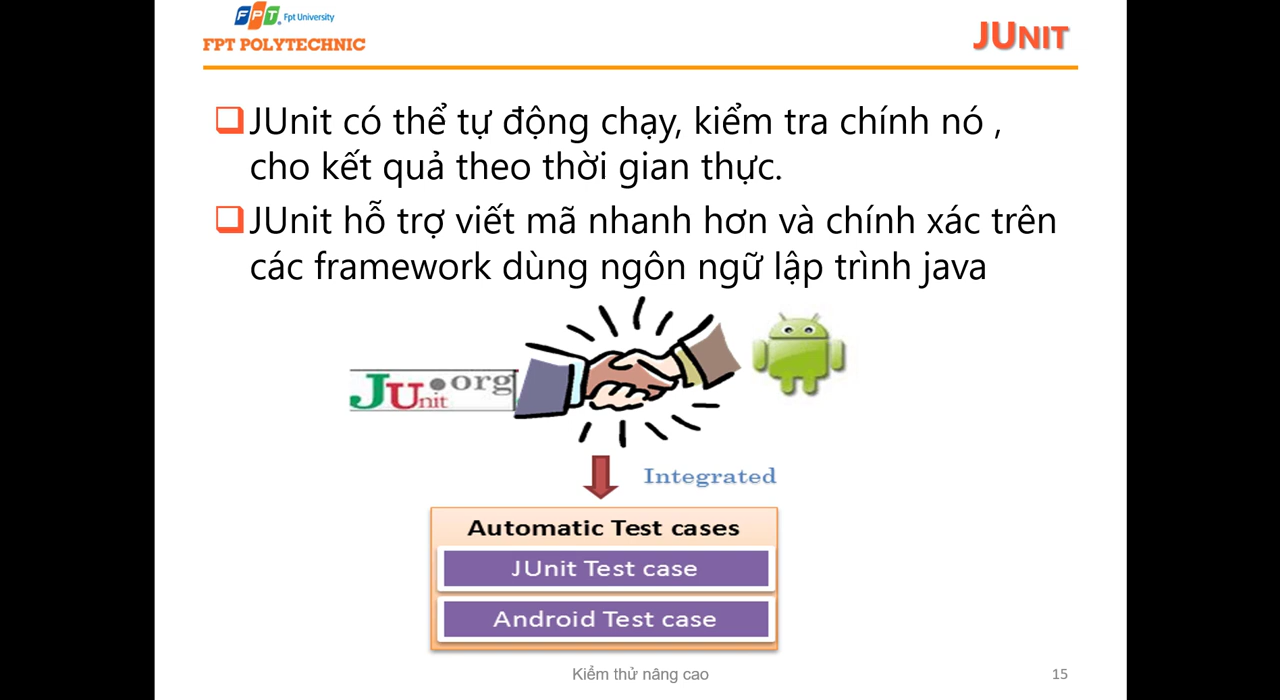 FPT. Fpt University
FPT POLYTECHNIC
JUNIT
JUnit có thể tự động chạy, kiểm tra chính nó ,
cho kết quả theo thời gian thực.
JUnit hỗ trợ viết mã nhanh hơn và chính xác trên
các framework dùng ngôn ngữ lập trình java
JUnit.org
Integrated
Automatic Test cases
JUnit Test case
Android Test case
Kiểm thử nâng cao
15